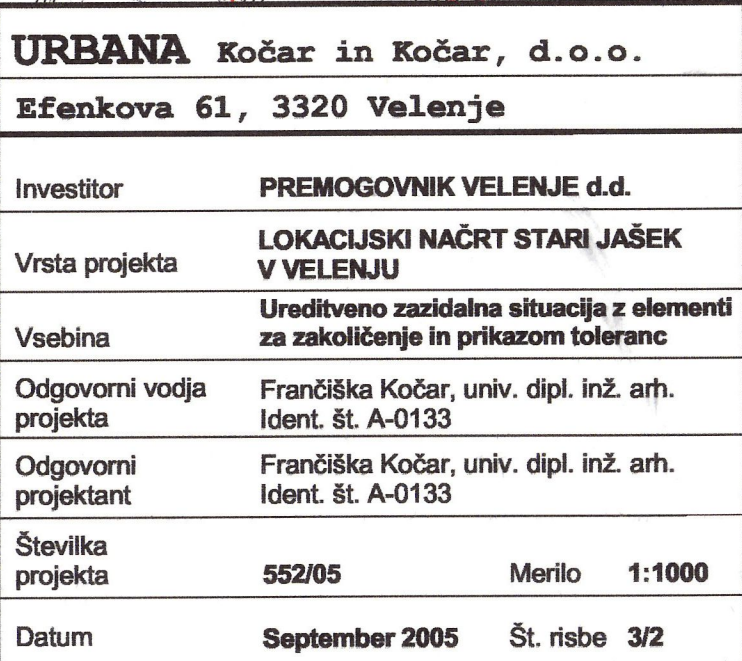 URBANA Kočar in Kočar, d.o.o.
Efenkova 61, 3320 Velenje
Investitor PREMOGOVNIK VELENJE d.d.
Vrsta projekta LOKACIJSKI NAČRT STARI JAŠEK
V VELENJU
Vsebina Ureditveno zazidalna situacija z elementi
za zakoličenje in prikazom toleranc
Odgovorni vodja Frančiška Kočar, univ. dipl. inž. arh.
projekta Ident. št. A-0133
Odgovorni Frančiška Kočar, univ. dipl. inž. arh.
projektant Ident. št. A-0133
Številka
projekta 552/05 Merilo 1:1000
Datum September 2005 Št. risbe 3/2